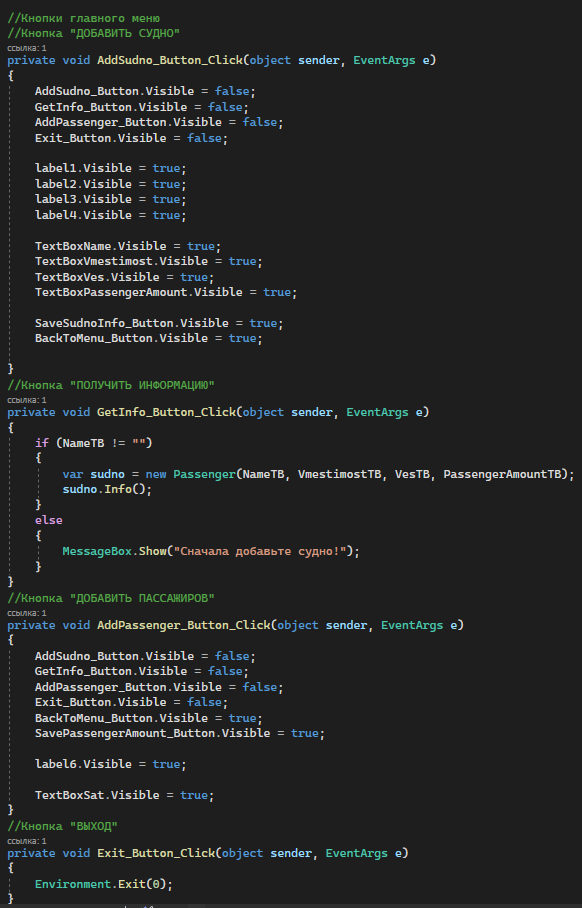 //Кнопки главного меню
//Кнопка "ДОБАВИТЬ СУДНО"
ссылка: 1
private void AddSudno_Button_Click(object sender, EventArgs e)
{
AddSudno_Button.Visible = false;
GetInfo_Button.Visible = false;
AddPassenger_Button.Visible = false;
Exit_Button.Visible = false;
label1.Visible = true;
label2.Visible = true;
label3.Visible = true;
label4.Visible = true;
TextBoxName.Visible = true;
TextBoxVmestimost.Visible = true;
TextBoxVes.Visible = true;
TextBoxPassengerAmount.Visible = true;
SaveSudnoInfo_Button.Visible = true;
BackToMenu_Button.Visible = true;
}
//Кнопка "ПОЛУЧИТЬ ИНФОРМАЦИЮ"
ссылка: 1
private void GetInfo_Button_Click(object sender, EventArgs e)
{
if (NameTB != "")
{
var sudno = new Passenger(NameTB, VmestimostTB, VesTB, PassengerAmountTB);
sudno.Info();
}
else
{
MessageBox.Show("Сначала добавьте судно!");
}
}
//Кнопка "ДОБАВИТЬ ПАССАЖИРОВ"
ссылка: 1
private void AddPassenger_Button_Click(object sender, EventArgs e)
{
AddSudno_Button.Visible = false;
GetInfo_Button.Visible = false;
AddPassenger_Button.Visible = false;
Exit_Button.Visible = false;
BackToMenu_Button.Visible = true;
SavePassengerAmount_Button.Visible = true;
label6.Visible = true;
TextBoxSat.Visible = true;
}
//Кнопка "ВЫХОД"
ссылка: 1
private void Exit_Button_Click(object sender, EventArgs e)
{
Environment.Exit(0);
}